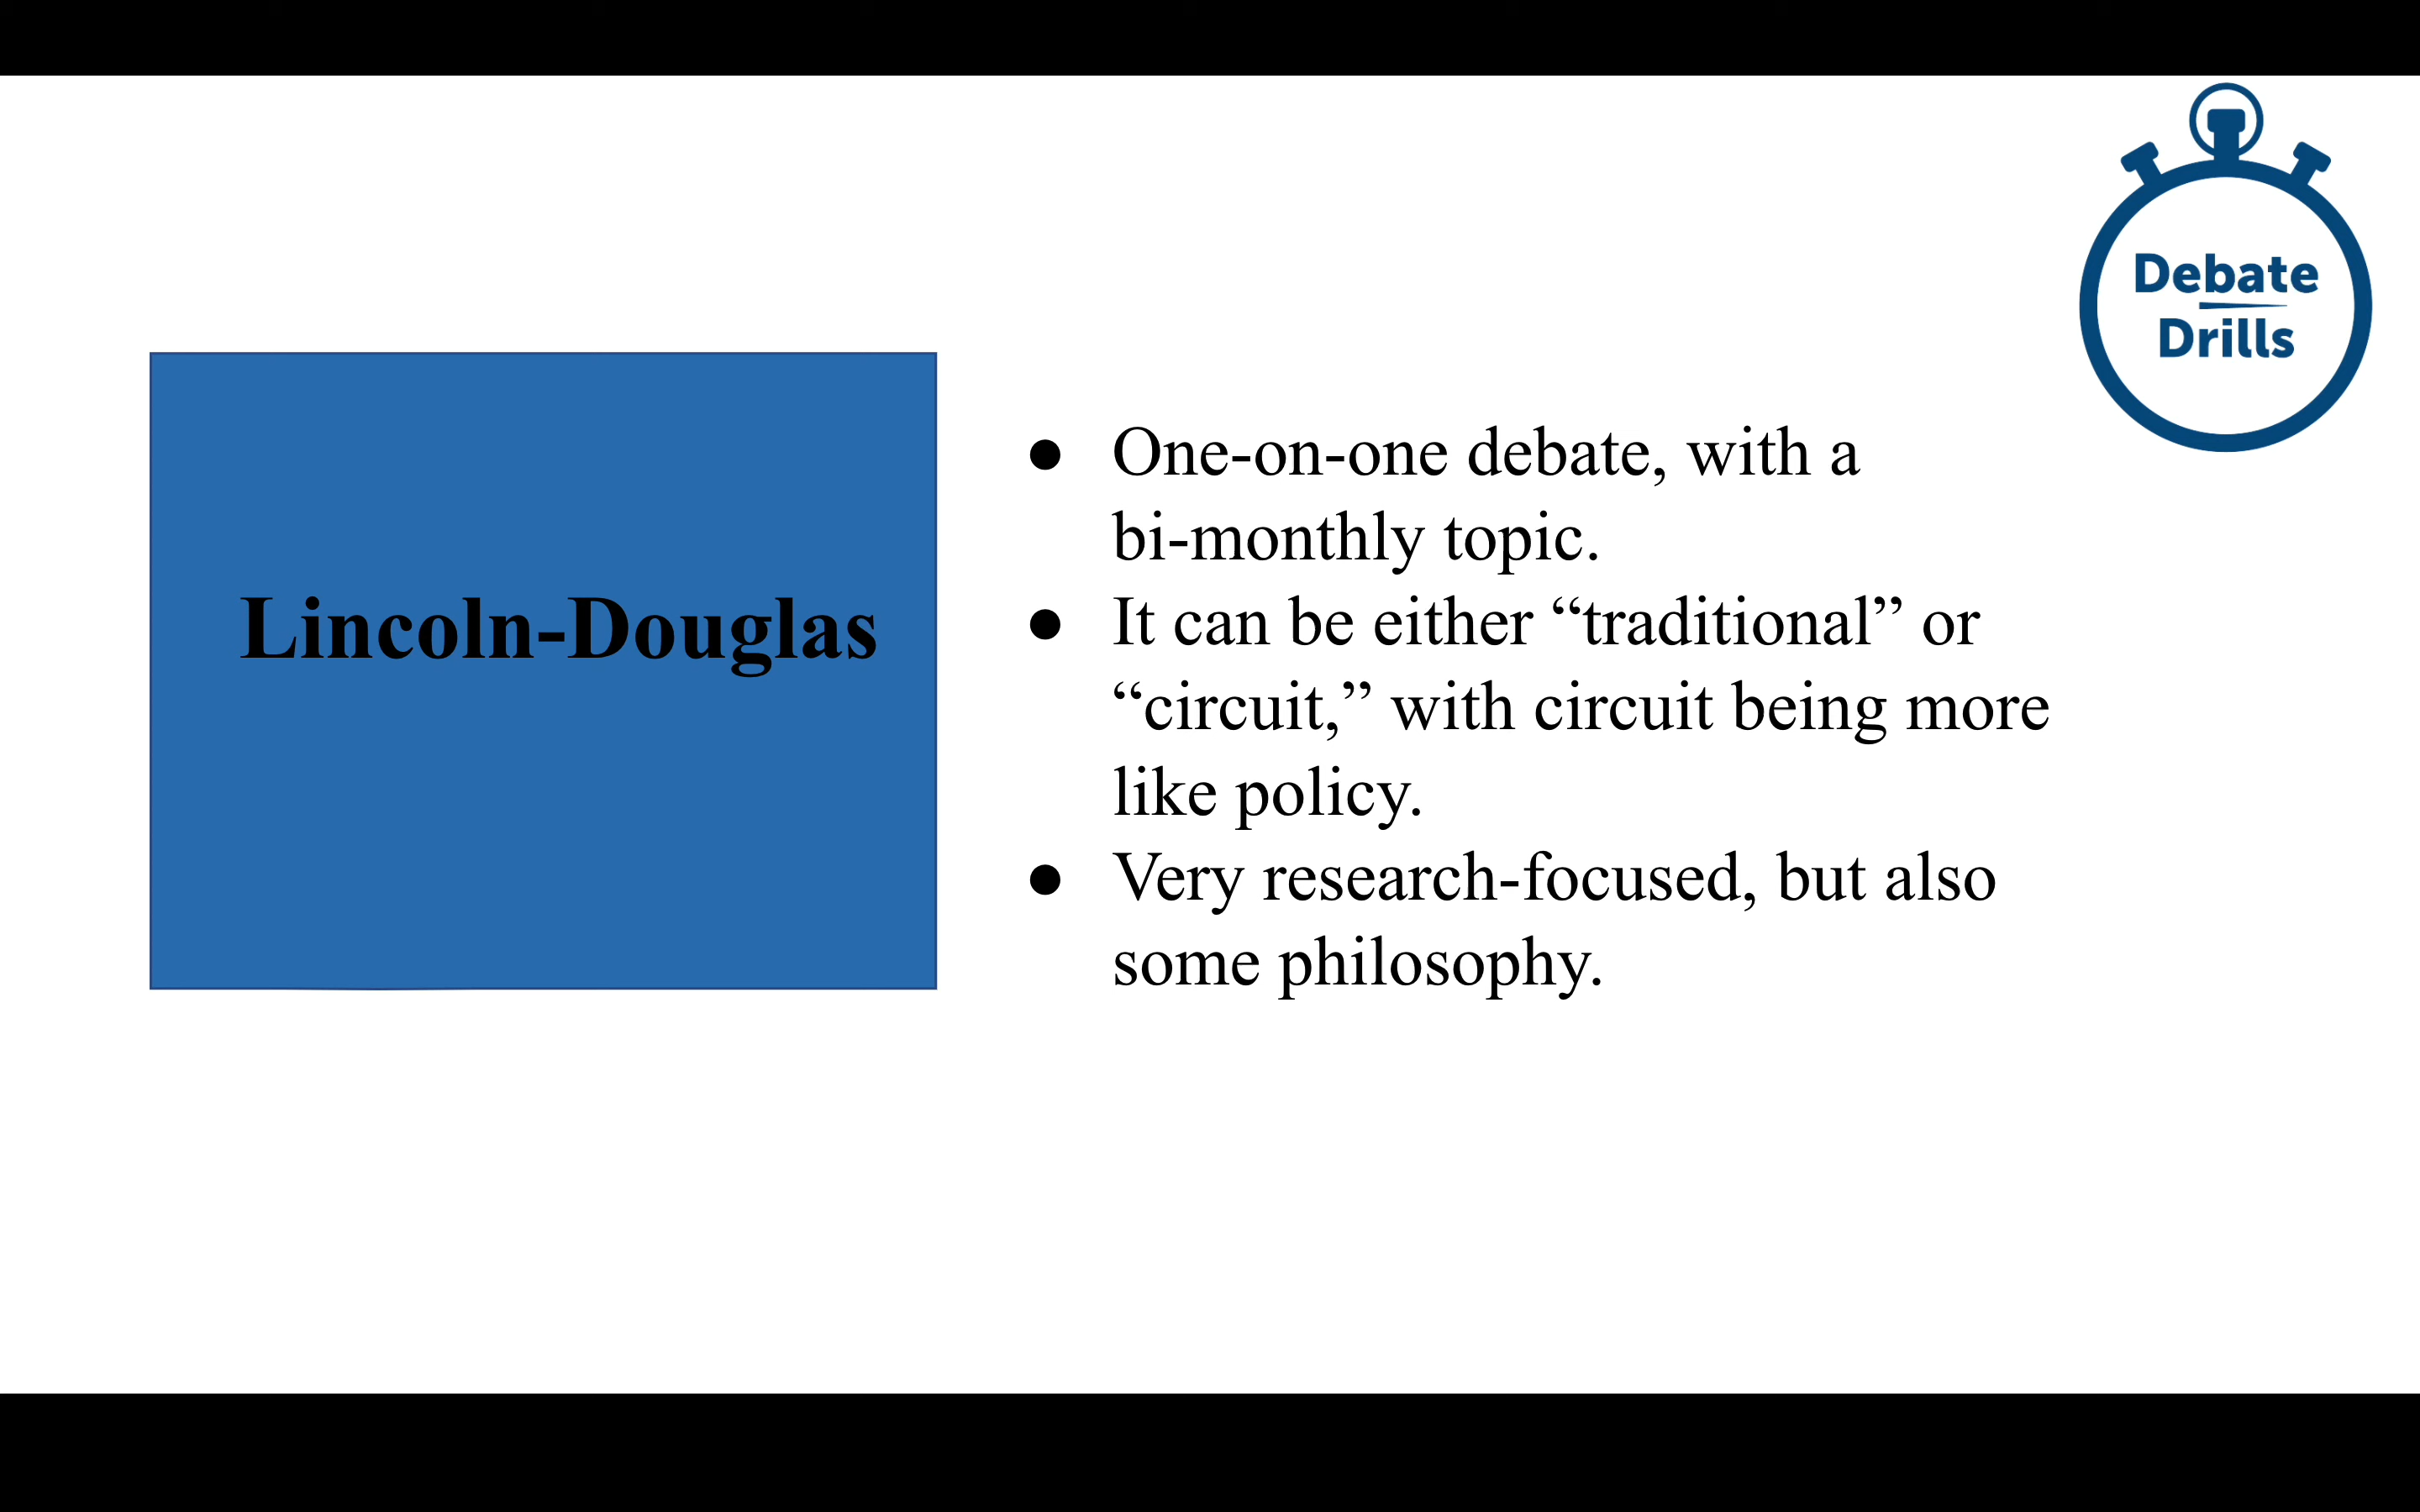 Debate
Drills
Lincoln-Douglas
● One-on-one debate, with a
bi-monthly topic.
● It can be either “traditional” or
“circuit,” with circuit being more
like policy.
● Very research-focused, but also
some philosophy.